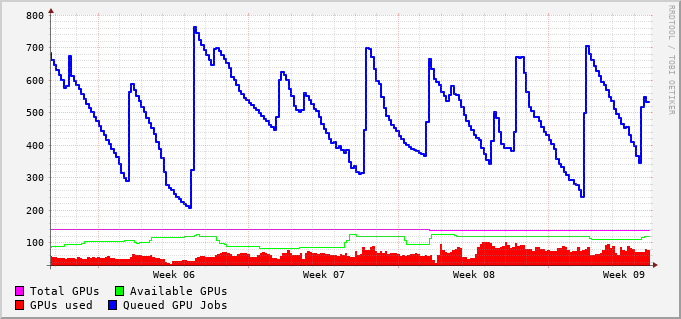 800
700
600
500
400
300
200
100
Week 06 Week 07 Week 08 Week 09
Total GPUs Available GPUs
GPUs used Queued GPU Jobs
RRDTOOL / TOBI OETIKER